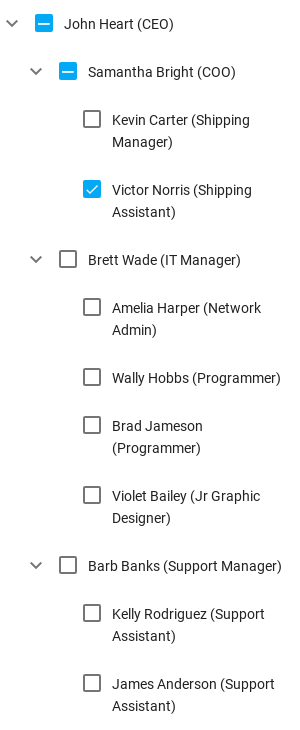 John Heart (CEO)
Samantha Bright (COO)
Kevin Carter (Shipping
Manager)
Victor Norris (Shipping
Assistant)
Brett Wade (IT Manager)
Amelia Harper (Network
Admin)
Wally Hobbs (Programmer)
Brad Jameson
(Programmer)
Violet Bailey (Jr Graphic
Designer)
Barb Banks (Support Manager)
Kelly Rodriguez (Support
Assistant)
James Anderson (Support
Assistant)